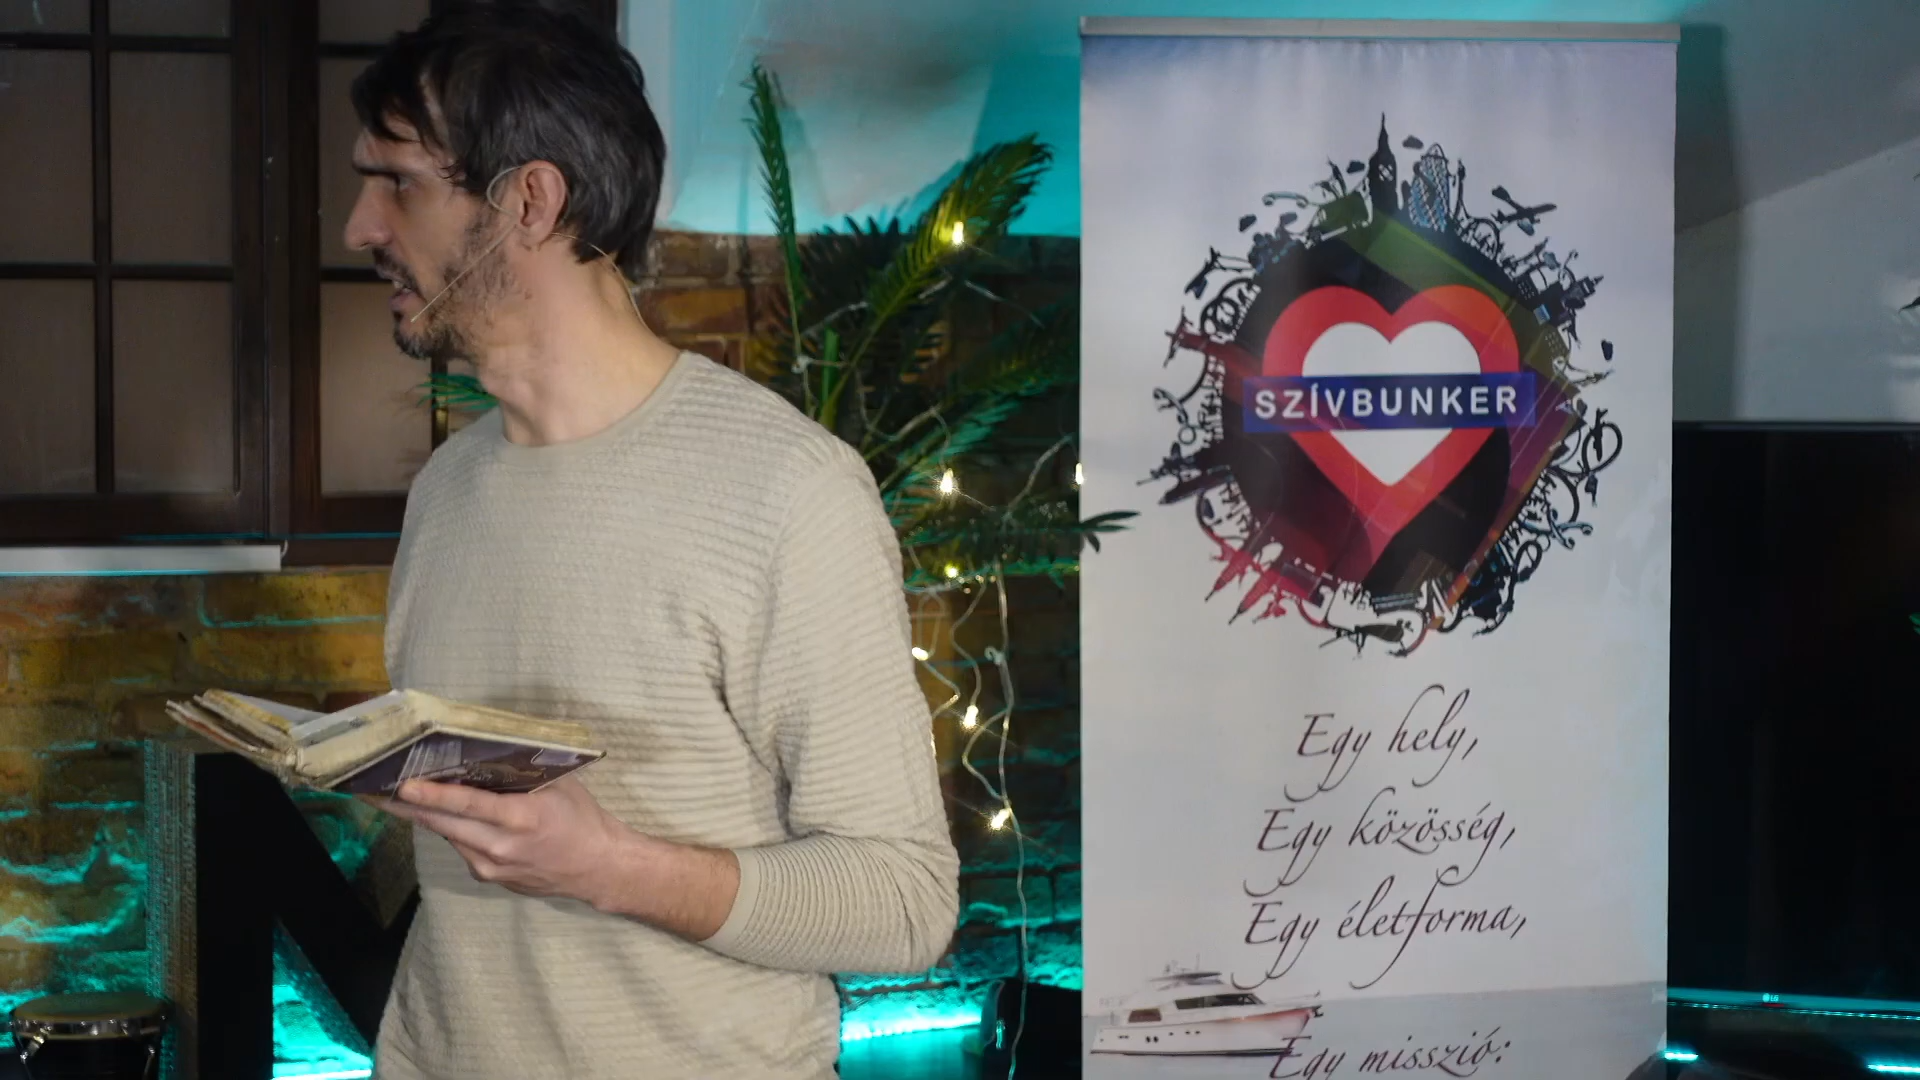 SZÍVBUNKER
Egy hely,
Egy közösség,
Egy életforma,
Egy misszió: